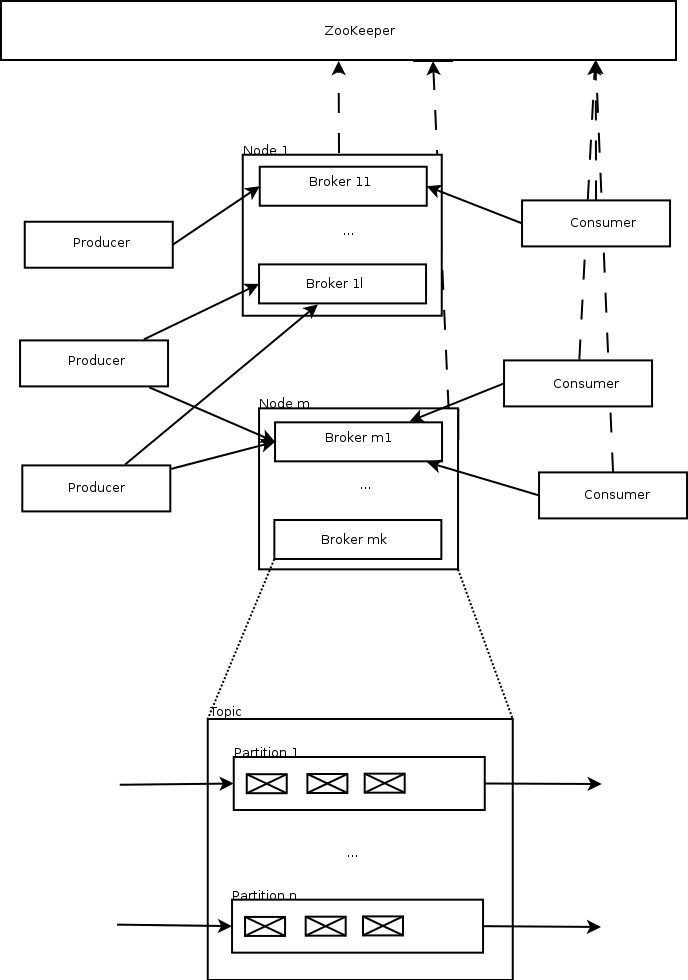 ZooKeeper
Node 1
Broker 11
...
Broker 1l
Producer
Consumer
Producer
Consumer
Node m
Broker m1
...
Broker mk
Producer
Consumer
Topic
Partition 1
...
Partition n